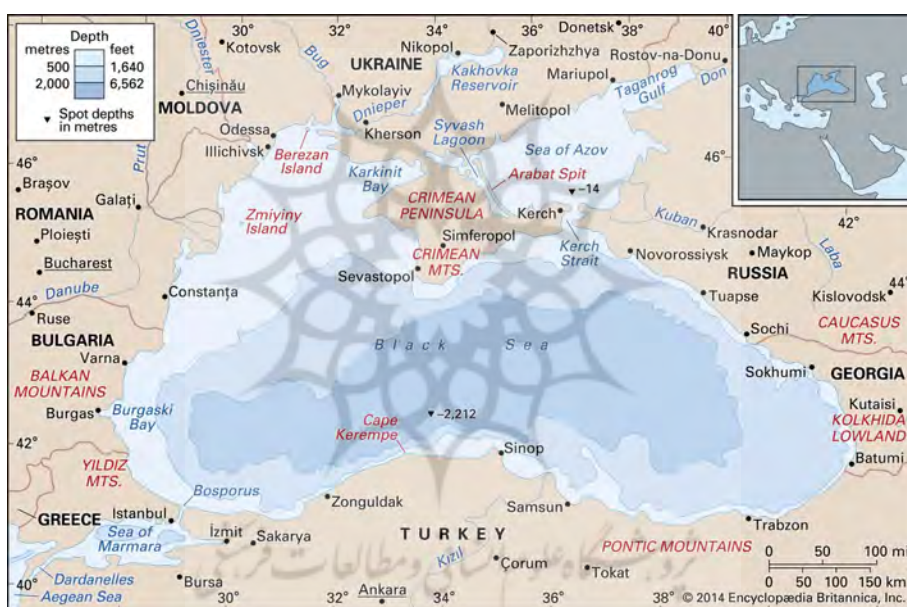 Depth
metres feet
500 1,640
2,000 6,562
Spot depths
in metres
30
32
34
36
38
40
Dniester
Kotovsk
Bug
Nikopol
Donetsk
Zaporizhzhya
Rostov-na-Donu
UKRAINE
Kakhovka
Reservoir
Mariupol
Taganrog
Gulf
Don
Chișinău
MOLDOVA
Mykolayiv
Dnieper
Melitopol
Odessa
Kherson
Syvash
Lagoon
Illichivsk
Prut
46°
Berezan
Island
Karkinit
Bay
Sea of Azov
46°
Arabat Spit
–14
Brașov
Galați
CRIMEAN
PENINSULA
Kerch
Kuban
42°
ROMANIA
Zmiyiny
Island
Simferopol
Krasnodar
Ploiești
CRIMEAN
MTS.
Kerch
Strait
Novorossiysk
Maykop
Laba
Bucharest
Sevastopol
RUSSIA
Danube
Constanța
Tuapse
Kislovodsk
44°
44°
Ruse
BULGARIA
Black Sea
Sochi
CAUCASUS
MTS.
Varna
Sokhumi
GEORGIA
BALKAN
MOUNTAINS
Burgas
Burgaski
Bay
Cape
Kerempe
–2,212
Kutaisi
KOLKHIDA
LOWLAND
42°
Sinop
Batumi
YILDIZ
MTS.
Bosporus
Zonguldak
Samsun
GREECE
Istanbul
Trabzon
Sea of
Marmara
İzmit
Sakarya
TURKEY
PONTIC MOUNTAINS
0 50 100 mi
0 50 100 150 km
Kızıl
Çorum
Tokat
پژوهشگاه علوم انسانی و مطالعات فرهنگی
Dardanelles
Aegean Sea
40°
Bursa
Ankara
30°
32°
34°
36°
38°
© 2014 Encyclopædia Britannica, Inc.